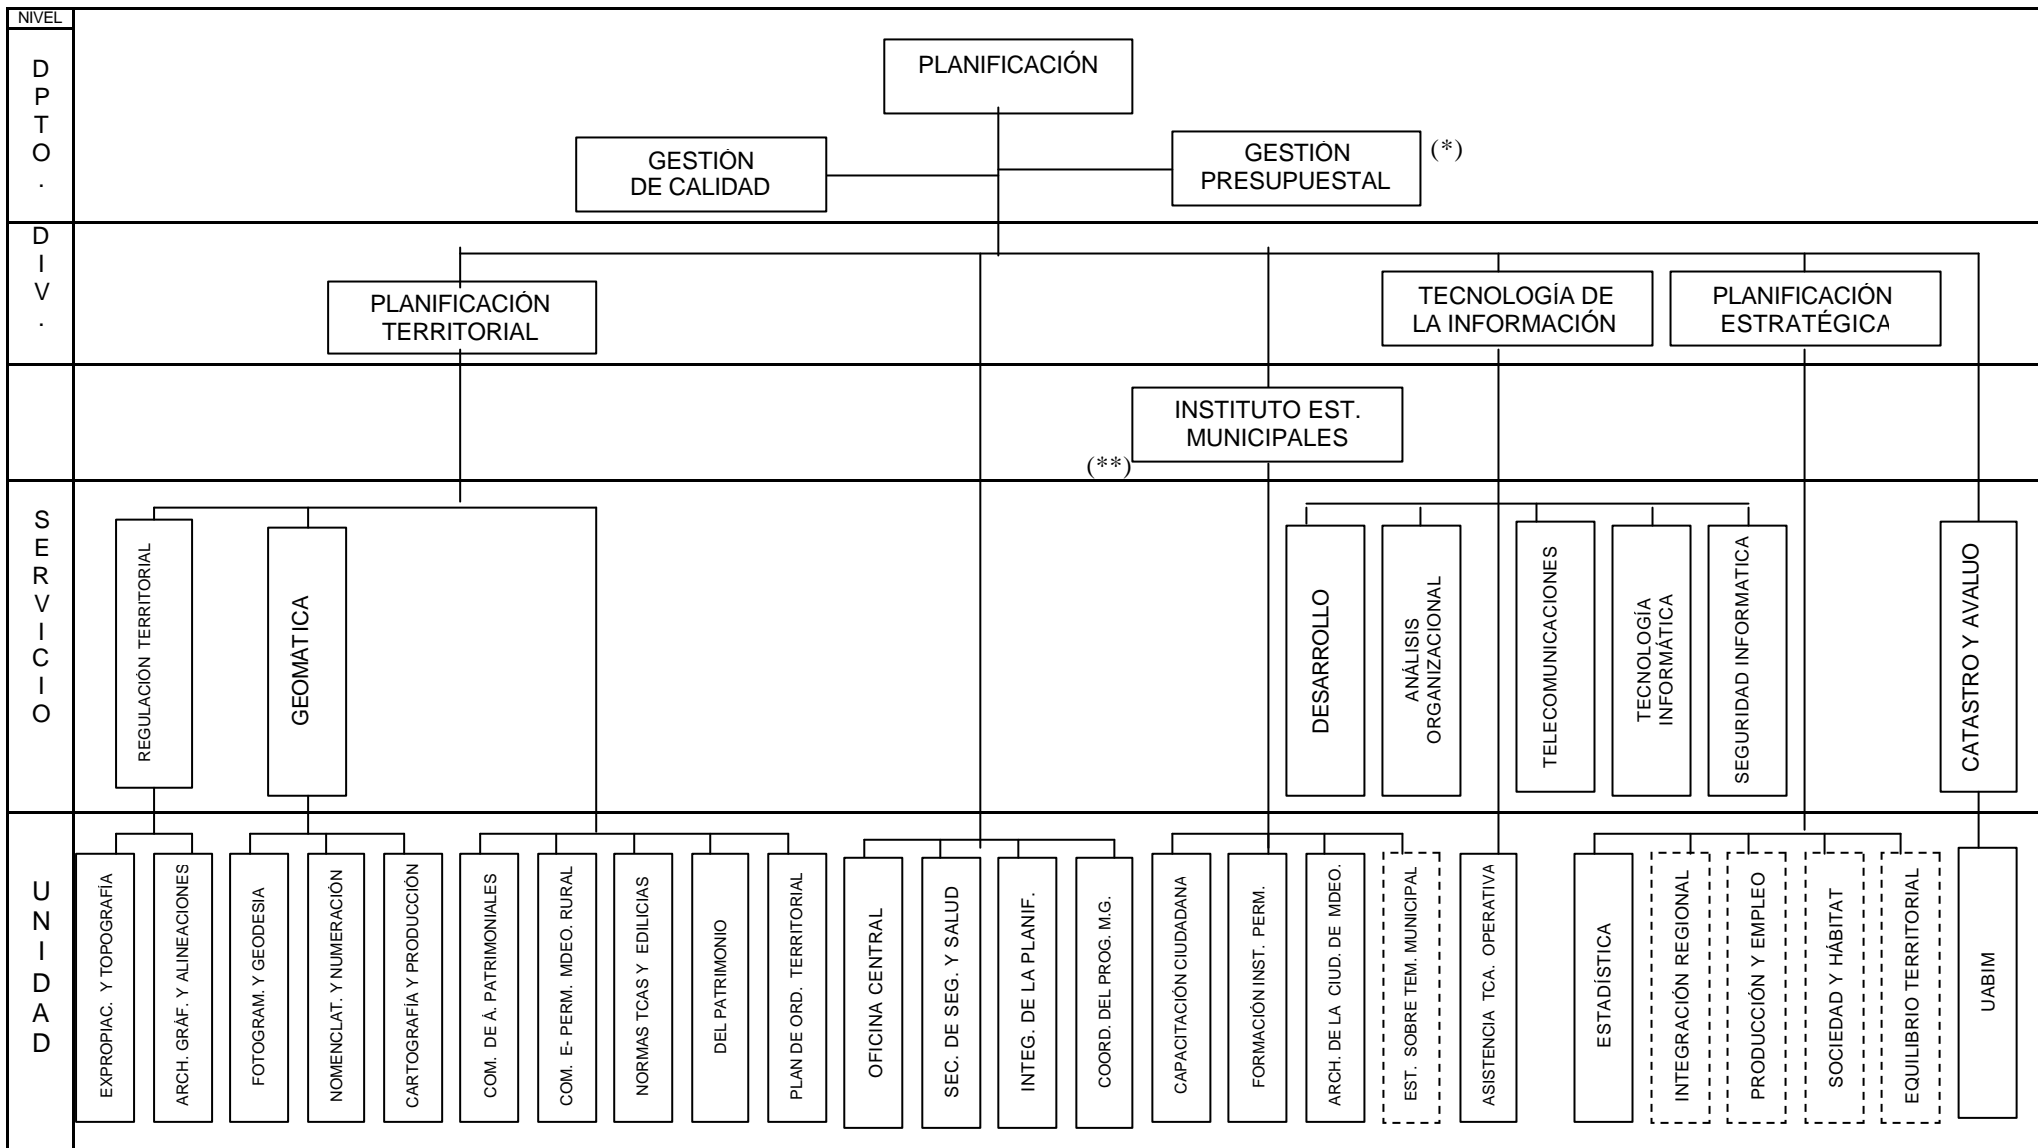 NIVEL
DPTO.
PLANIFICACIÓN
GESTIÓN
DE CALIDAD
GESTIÓN
PRESUPUESTAL
(*)
DIV.
PLANIFICACIÓN
TERRITORIAL
TECNOLOGÍA DE
LA INFORMACIÓN
PLANIFICACIÓN
ESTRATÉGICA
INSTITUTO EST.
MUNICIPALES
(**)
SERVICIO
REGULACIÓN TERRITORIAL
GEOMÁTICA
DESARROLLO
ANÁLISIS
ORGANIZACIONAL
TELECOMUNICACIONES
TECNOLOGÍA
INFORMÁTICA
SEGURIDAD INFORMATICA
CATASTRO Y AVALUO
UNIDAD
EXPROPIAC. Y TOPOGRAFÍA
ARCH. GRÁF. Y ALINEACIONES
FOTOGRAM. Y GEODESIA
NOMENCLAT. Y NUMERACIÓN
CARTOGRAFÍA Y PRODUCCIÓN
COM. DE Á. PATRIMONIALES
COM. E- PERM. MDEO. RURAL
NORMAS TCAS Y EDILICIAS
DEL PATRIMONIO
PLAN DE ORD. TERRITORIAL
OFICINA CENTRAL
SEC. DE SEG. Y SALUD
INTEG. DE LA PLANIF.
COORD. DEL PROG. M.G.
CAPACITACIÓN CIUDADANA
FORMACIÓN INST. PERM.
ARCH. DE LA CIUD. DE MDEO.
EST. SOBRE TEM. MUNICIPAL
ASISTENCIA TCA. OPERATIVA
ESTADÍSTICA
INTEGRACIÓN REGIONAL
PRODUCCIÓN Y EMPLEO
SOCIEDAD Y HÁBITAT
EQUILIBRIO TERRITORIAL
UABIM